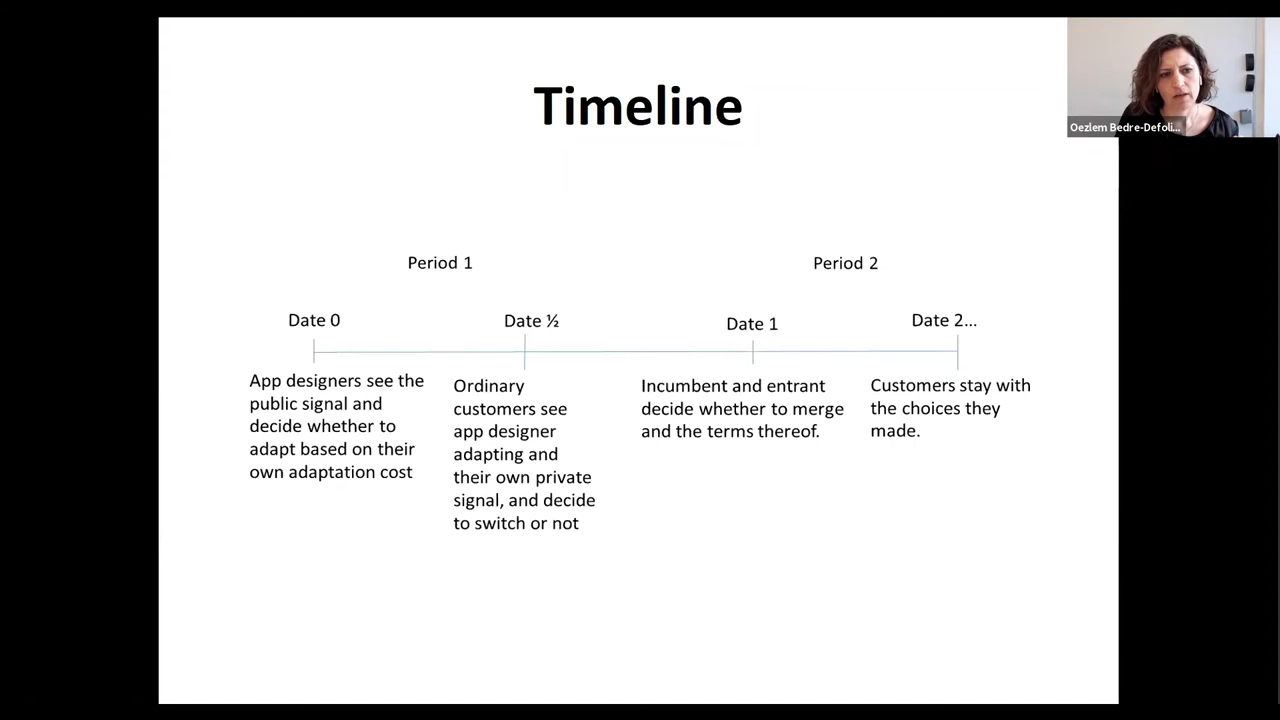 Timeline
Oezlem Bedre-Defoli...
Period 1
Period 2
Date 0
Date ½
Date 1
Date 2...
App designers see the
public signal and
decide whether to
adapt based on their
own adaptation cost
Ordinary
customers see
app designer
adapting and
their own private
signal, and decide
to switch or not
Incumbent and entrant
decide whether to merge
and the terms thereof.
Customers stay with
the choices they
made.